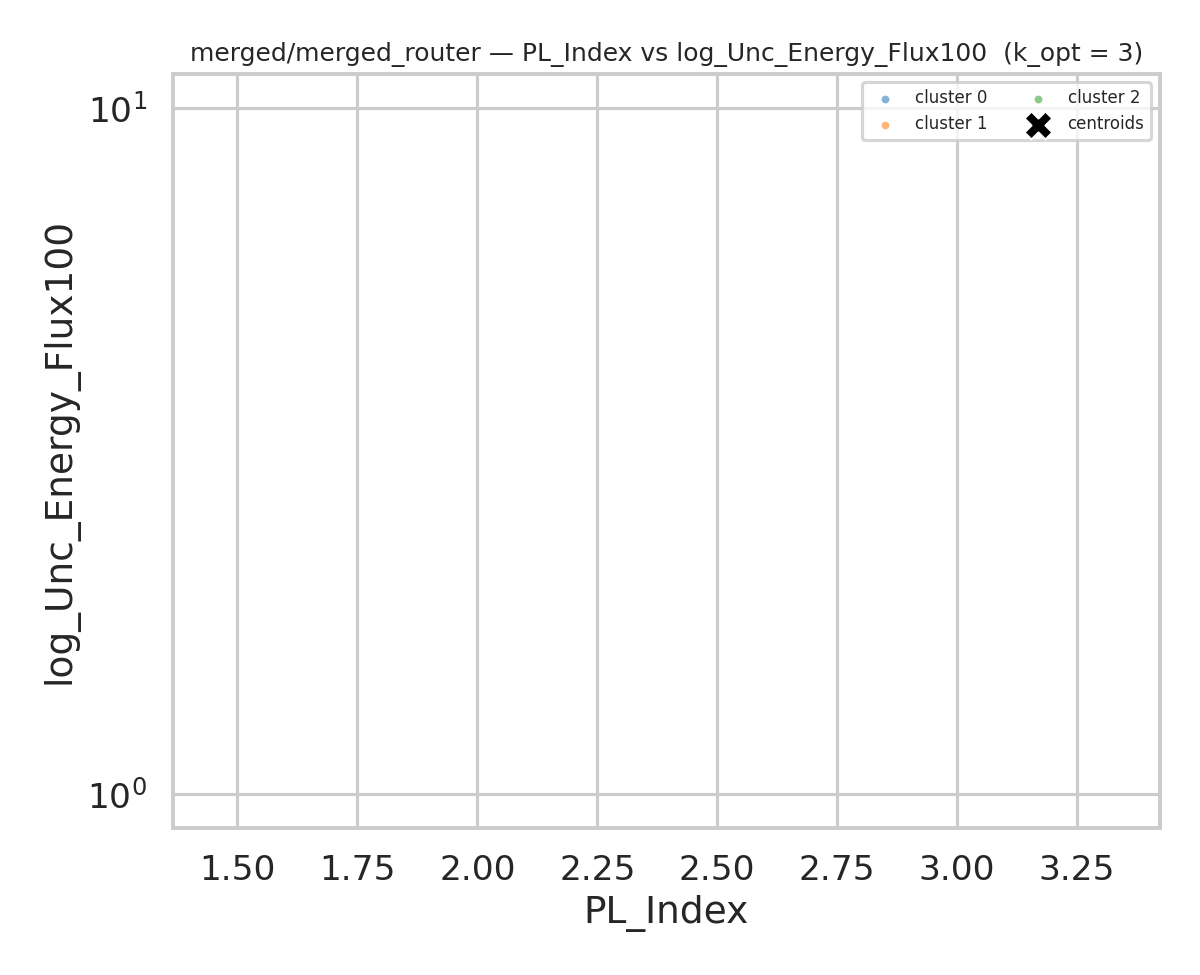 merged/merged_router — PL_Index vs log_Unc_Energy_Flux100  (k_opt = 3)
cluster 0
cluster 1
cluster 2
centroids
10¹
10⁰
log_Unc_Energy_Flux100
1.50 1.75 2.00 2.25 2.50 2.75 3.00 3.25
PL_Index